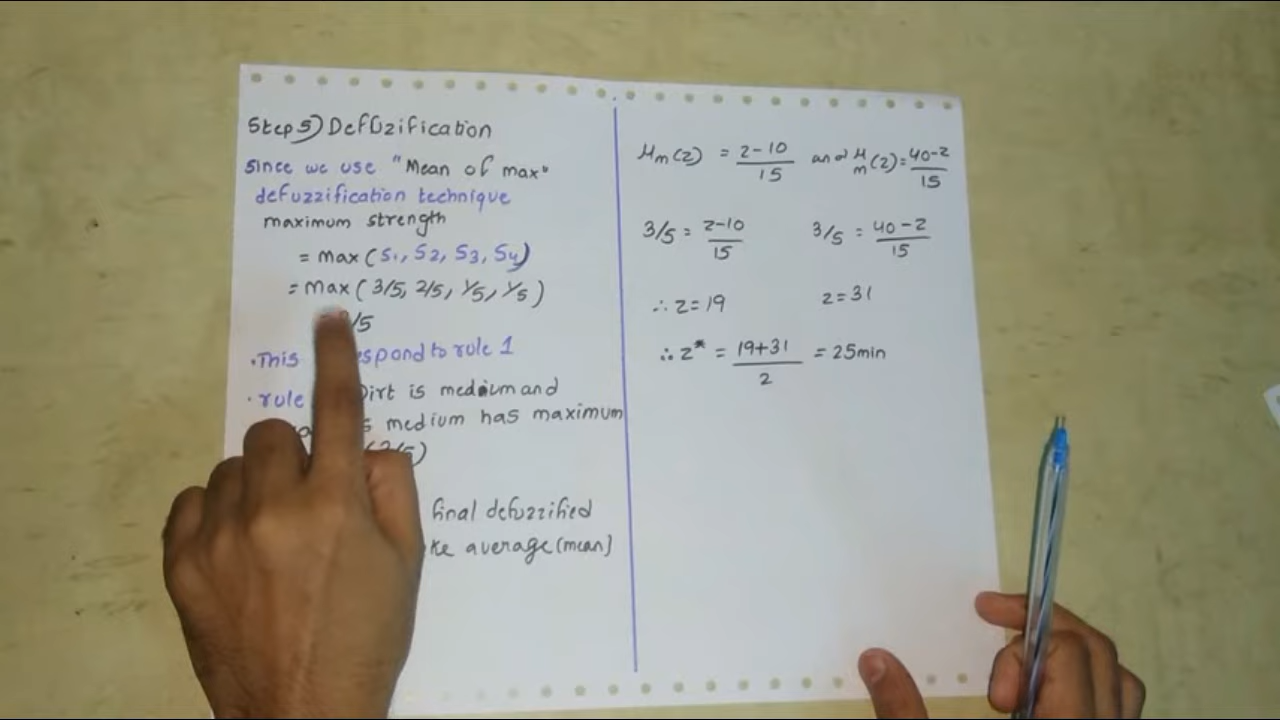 Step 5) Defuzification
Since we use "Mean of max"
defuzzification technique
maximum strength
= max (S1, S2, S3, S4)
= max ( 3/5, 2/5, 1/5, 1/5 )
/5
• This respond to rule 1
• rule Dirt is medium and
is medium has maximum
final defuzzified
average (mean)
μm(z) = z-10/15 and μm(z) = 40-z/15
3/5 = z-10/15 3/5 = 40-z/15
∴ z = 19 z = 31
∴ z* = 19+31/2 = 25min